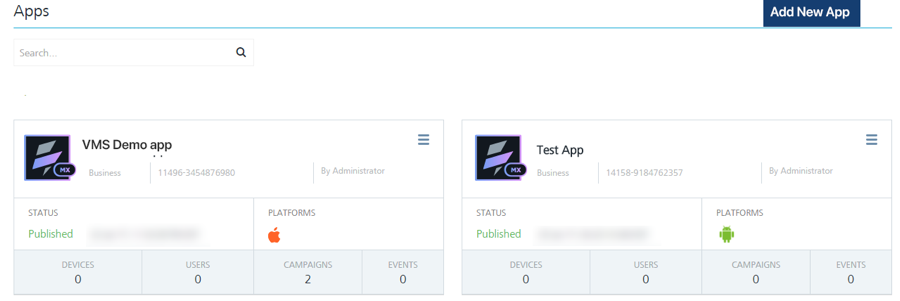 Apps
Add New App
Search...
VMS Demo app
MX
Business
11496-3454876980
By Administrator
STATUS
Published
PLATFORMS
DEVICES
0
USERS
0
CAMPAIGNS
2
EVENTS
0
Test App
MX
Business
14158-9184762357
By Administrator
STATUS
Published
PLATFORMS
DEVICES
0
USERS
0
CAMPAIGNS
0
EVENTS
0